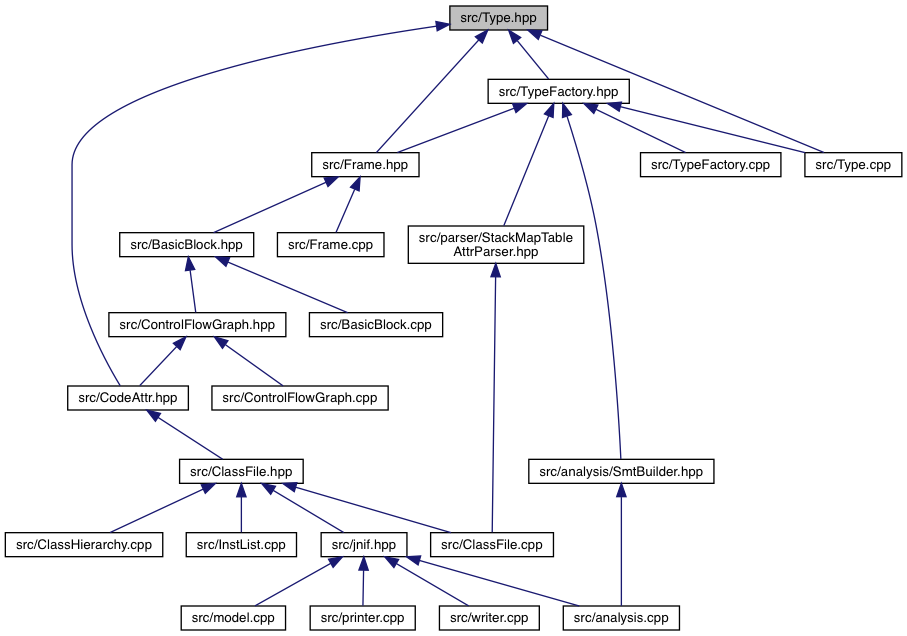 src/Type.hpp
src/TypeFactory.hpp
src/Frame.hpp
src/TypeFactory.cpp
src/Type.cpp
src/BasicBlock.hpp
src/Frame.cpp
src/parser/StackMapTable
AttrParser.hpp
src/ControlFlowGraph.hpp
src/BasicBlock.cpp
src/CodeAttr.hpp
src/ControlFlowGraph.cpp
src/ClassFile.hpp
src/analysis/SmtBuilder.hpp
src/ClassHierarchy.cpp
src/InstList.cpp
src/jnif.hpp
src/ClassFile.cpp
src/model.cpp
src/printer.cpp
src/writer.cpp
src/analysis.cpp